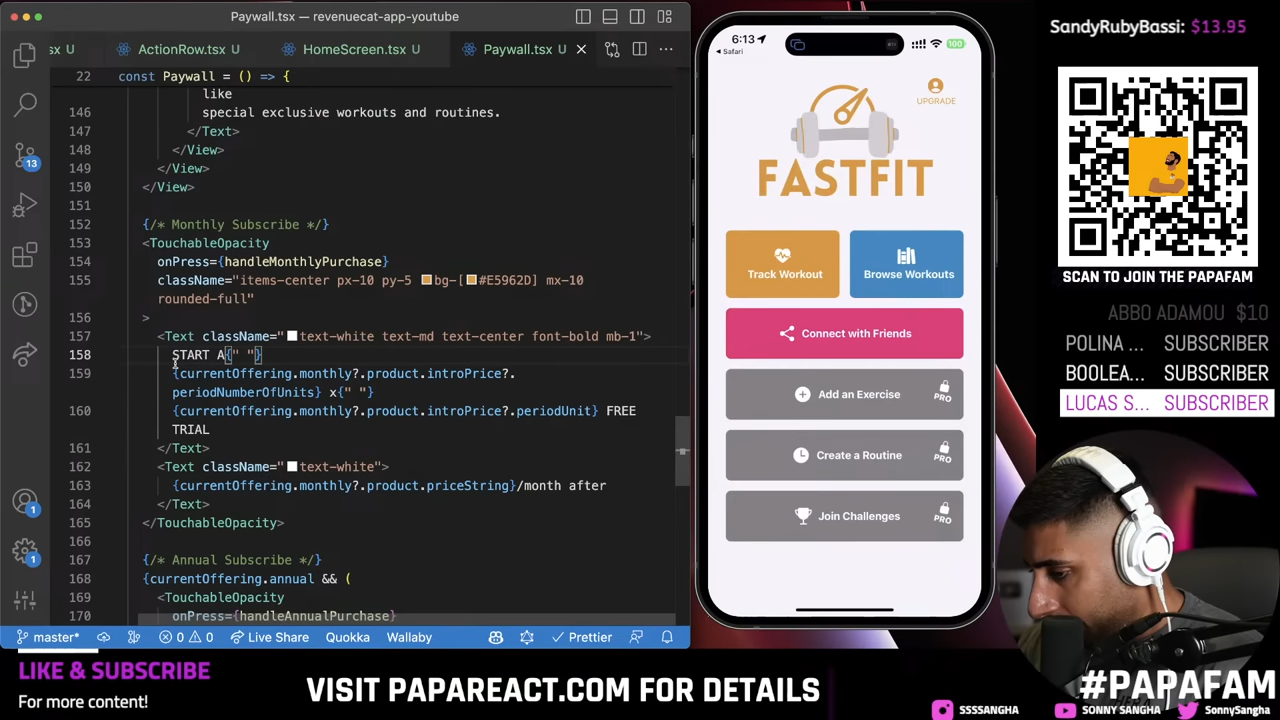 Paywall.tsx — revenuecat-app-youtube
sx U
ActionRow.tsx U
HomeScreen.tsx U
Paywall.tsx U
22 const Paywall = () => {
like
146 special exclusive workouts and routines.
147 </Text>
148 </View>
149 </View>
150 </View>
151
152 {/* Monthly Subscribe */}
153 <TouchableOpacity
154 onPress={handleMonthlyPurchase}
155 className="items-center px-10 py-5 bg-[#E5962D] mx-10
rounded-full"
156 >
157 <Text className="text-white text-md text-center font-bold mb-1">
158 START A{" "}
159 {currentOffering.monthly?.product.introPrice?.
periodNumberOfUnits} x{" "}
160 {currentOffering.monthly?.product.introPrice?.periodUnit} FREE
TRIAL
161 </Text>
162 <Text className="text-white">
163 {currentOffering.monthly?.product.priceString}/month after
164 </Text>
165 </TouchableOpacity>
166
167 {/* Annual Subscribe */}
168 {currentOffering.annual && (
169 <TouchableOpacity
170 onPress={handleAnnualPurchase}
13
1
1
master*
0 0
Live Share
Quokka
Wallaby
Prettier
6:13
Safari
100
UPGRADE
FASTFIT
Track Workout
Browse Workouts
Connect with Friends
Add an Exercise
PRO
Create a Routine
PRO
Join Challenges
PRO
SandyRubyBassi: $13.95
SCAN TO JOIN THE PAPAFAM
ABBO ADAMOU $10
POLINA ... SUBSCRIBER
BOOLEA... SUBSCRIBER
LUCAS S... SUBSCRIBER
LIKE & SUBSCRIBE
For more content!
VISIT PAPAREACT.COM FOR DETAILS
#PAPAFAM
SSSSANGHA
SONNY SANGHA
SonnySangha